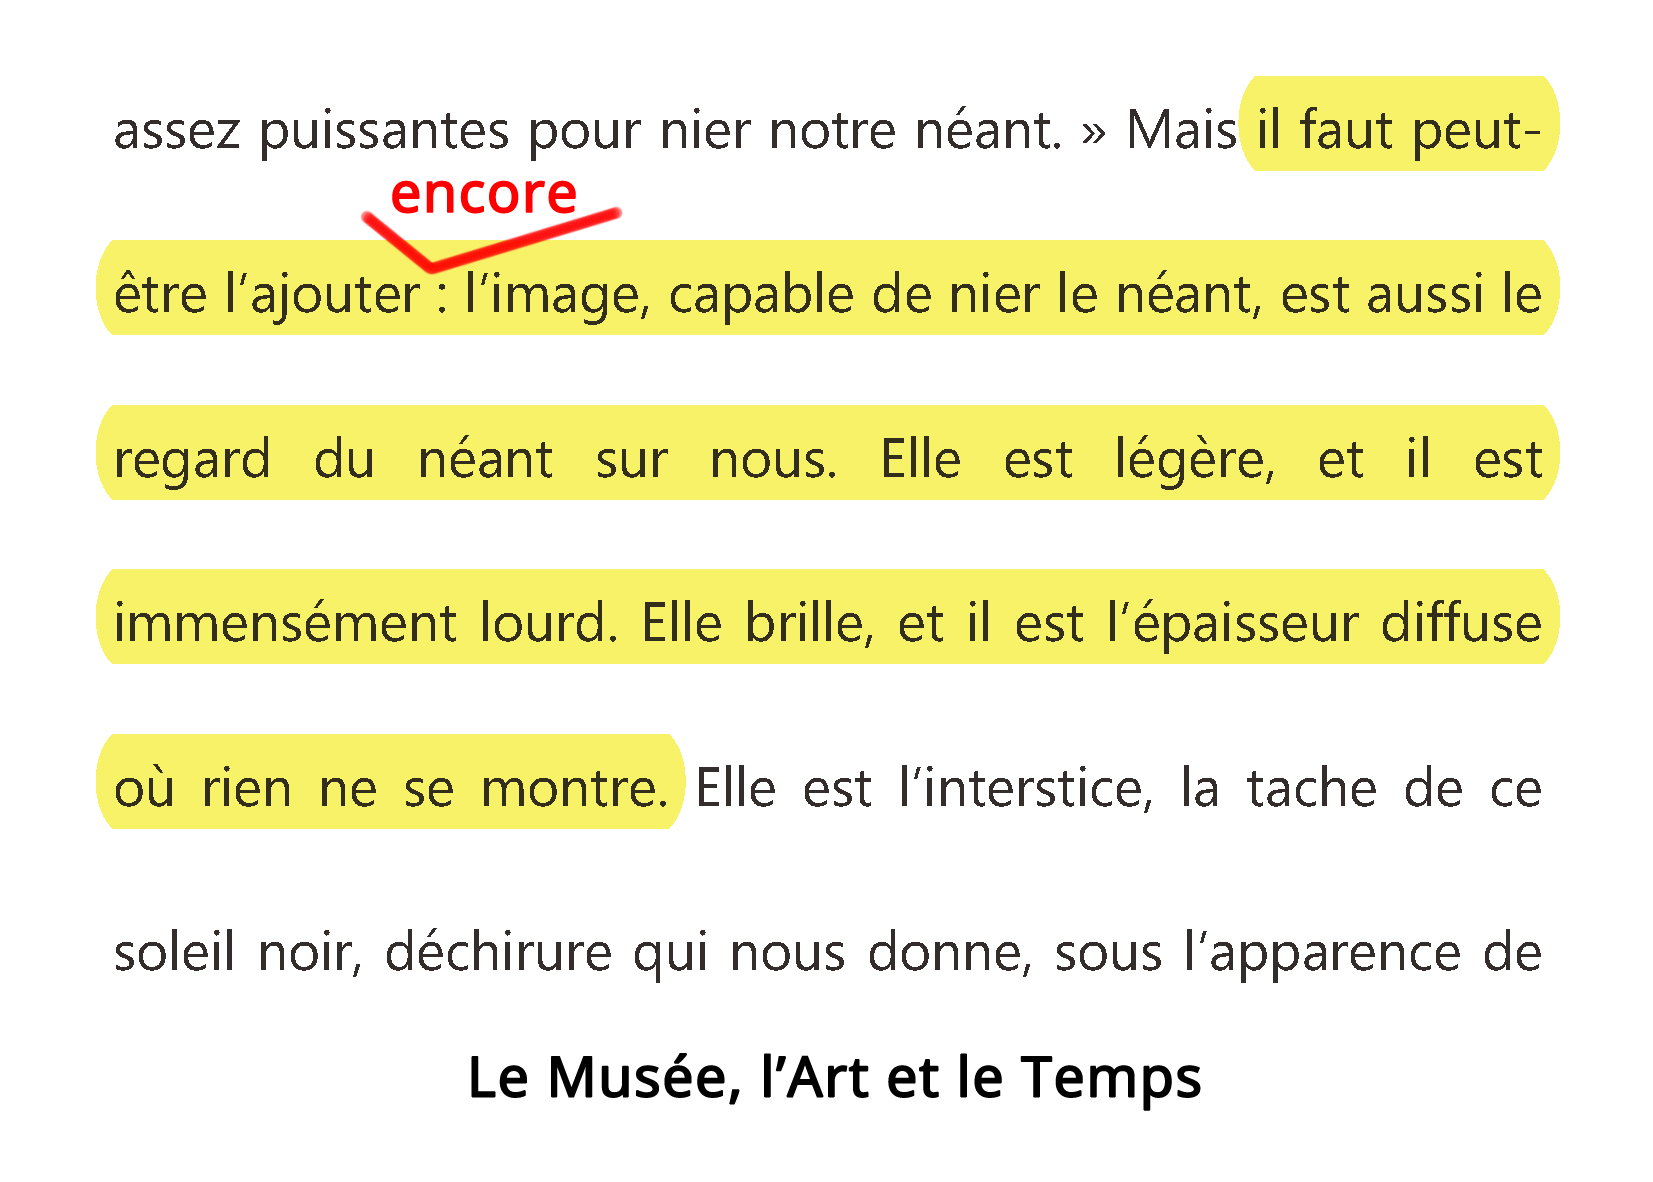 assez puissantes pour nier notre néant. » Mais il faut peut-
encore
être l’ajouter : l’image, capable de nier le néant, est aussi le
regard du néant sur nous. Elle est légère, et il est
immensément lourd. Elle brille, et il est l’épaisseur diffuse
où rien ne se montre. Elle est l’interstice, la tache de ce
soleil noir, déchirure qui nous donne, sous l’apparence de
Le Musée, l’Art et le Temps